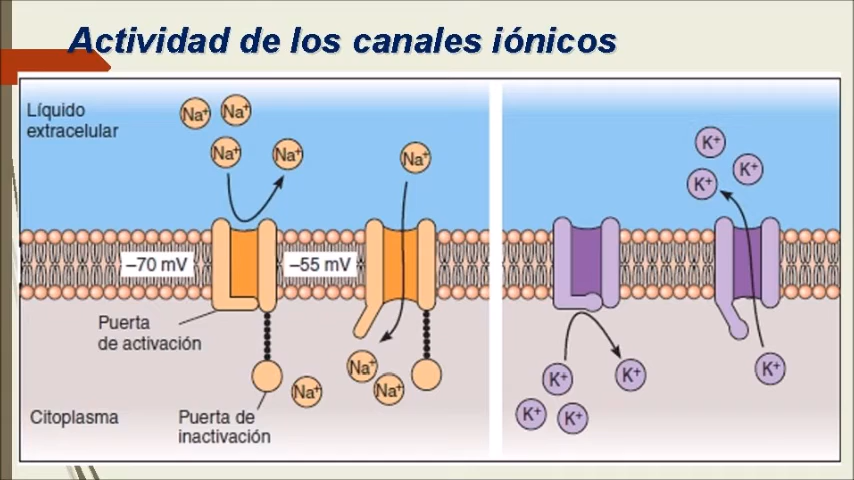 Actividad de los canales iónicos
Líquido
extracelular
Na⁺
Na⁺
Na⁺
Na⁺
Na⁺
–70 mV
–55 mV
Puerta
de activación
Na⁺
Na⁺
Na⁺
Citoplasma
Puerta de
inactivación
K⁺
K⁺
K⁺
K⁺
K⁺
K⁺
K⁺
K⁺